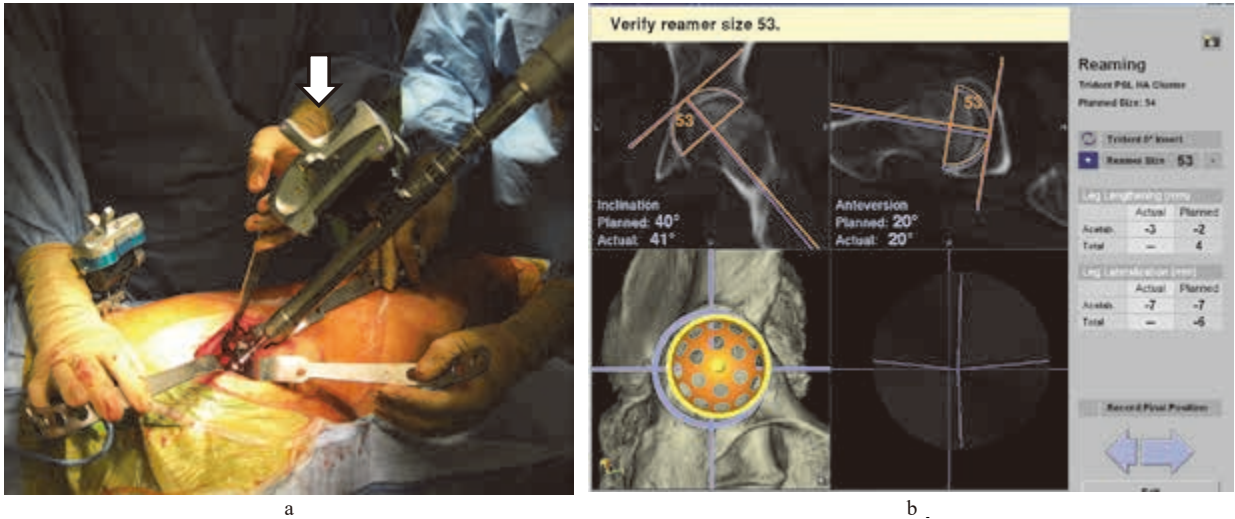 Verify reamer size 53.
Reaming
Trident PSL HA Cluster
Planned Size: 54
Trident 0° Insert
Reamer Size 53
53
53
Inclination
Planned: 40°
Actual: 41°
Anteversion
Planned: 20°
Actual: 20°
Leg Lengthening (mm)
Actual Planned
Acetab. -3 -2
Total -- 4
Leg Lateralization (mm)
Actual Planned
Acetab. -7 -7
Total -- -6
Record Final Position
a
b